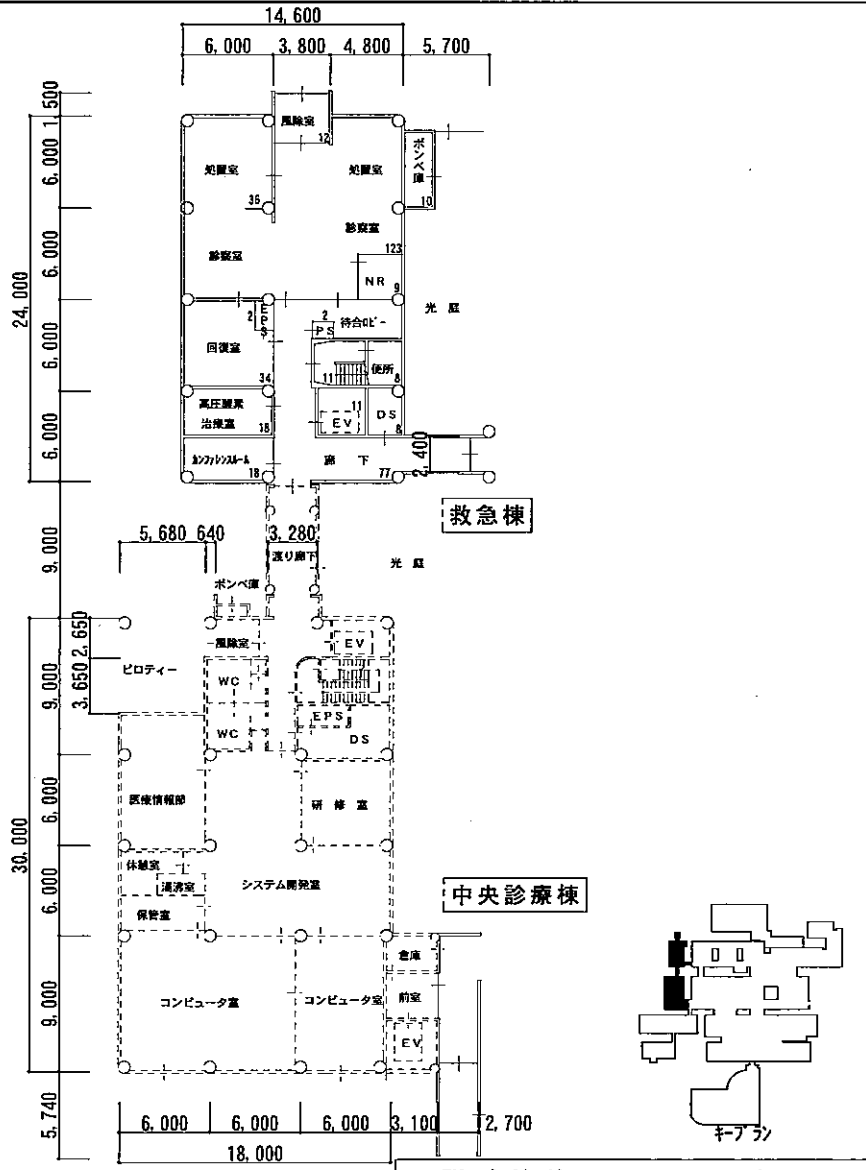 14,600
6,000 3,800 4,800 5,700
1,500
風除室
12
6,000
処置室
処置室
ボンベ庫
36
10
診察室
24,000
6,000
診察室
123
NR
9
光庭
2
EPS
2
PS
待合ロビー
6,000
回復室
34
11
便所
8
高圧酸素
治療室
18
11
EV
DS
8
6,000
カンファレンスルーム
18
廊下
77
2,400
救急棟
9,000
5,680 640 3,280
渡り廊下
光庭
ボンベ庫
2,650
風除室
EV
9,000
3,650
ピロティー
WC
EPS
WC
DS
30,000
6,000
医療情報部
研修室
休憩室
湯沸室
システム開発室
6,000
保管室
中央診療棟
倉庫
9,000
コンピュータ室
コンピュータ室
前室
EV
5,740
6,000 6,000 6,000 3,100 2,700
18,000
キープラン